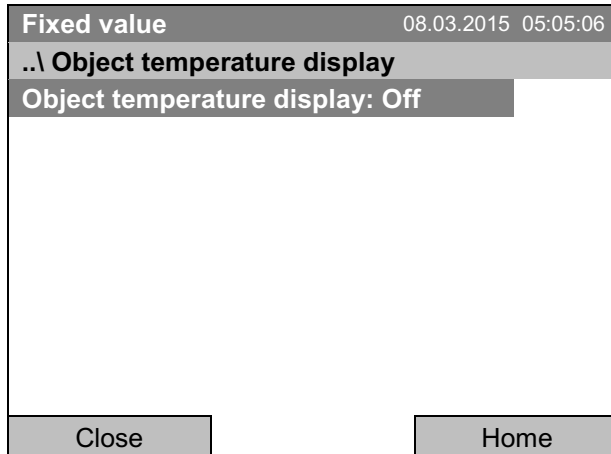 Fixed value 08.03.2015 05:05:06
..\ Object temperature display
Object temperature display: Off
Close Home